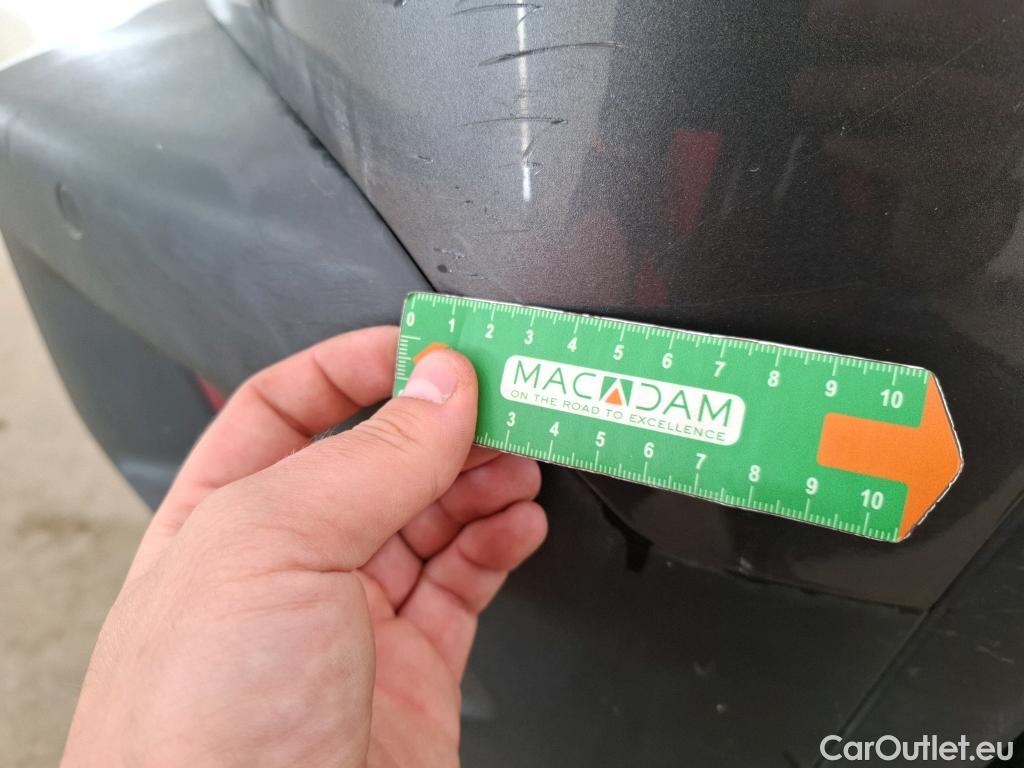 0 1 2 3 4 5 6 7 8 9 10
MACADAM
ON THE ROAD TO EXCELLENCE
3 4 5 6 7 8 9 10
CarOutlet.eu